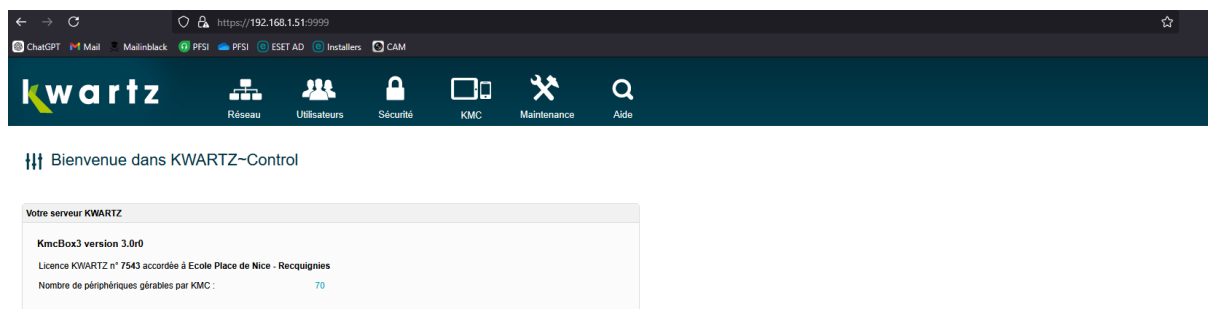 https://192.168.1.51:9999
ChatGPT Mail Mailinblack PFSI PFSI ESET AD Installers CAM
kwartz
Réseau Utilisateurs Sécurité KMC Maintenance Aide
Bienvenue dans KWARTZ~Control
Votre serveur KWARTZ
KmcBox3 version 3.0r0
Licence KWARTZ n° 7543 accordée à Ecole Place de Nice - Recquignies
Nombre de périphériques gérables par KMC : 70